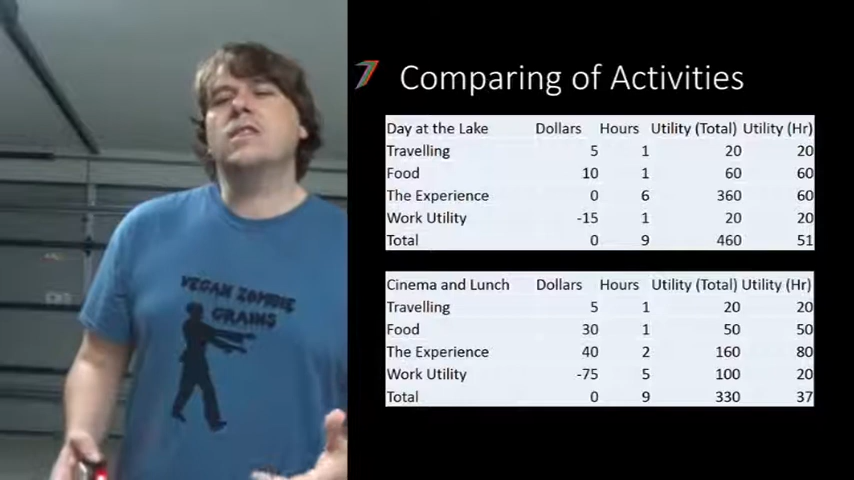 Comparing of Activities
Day at the Lake Dollars Hours Utility (Total) Utility (Hr)
Travelling 5 1 20 20
Food 10 1 60 60
The Experience 0 6 360 60
Work Utility -15 1 20 20
Total 0 9 460 51
Cinema and Lunch Dollars Hours Utility (Total) Utility (Hr)
Travelling 5 1 20 20
Food 30 1 50 50
The Experience 40 2 160 80
Work Utility -75 5 100 20
Total 0 9 330 37
VEGAN ZOMBIE
GRAINS